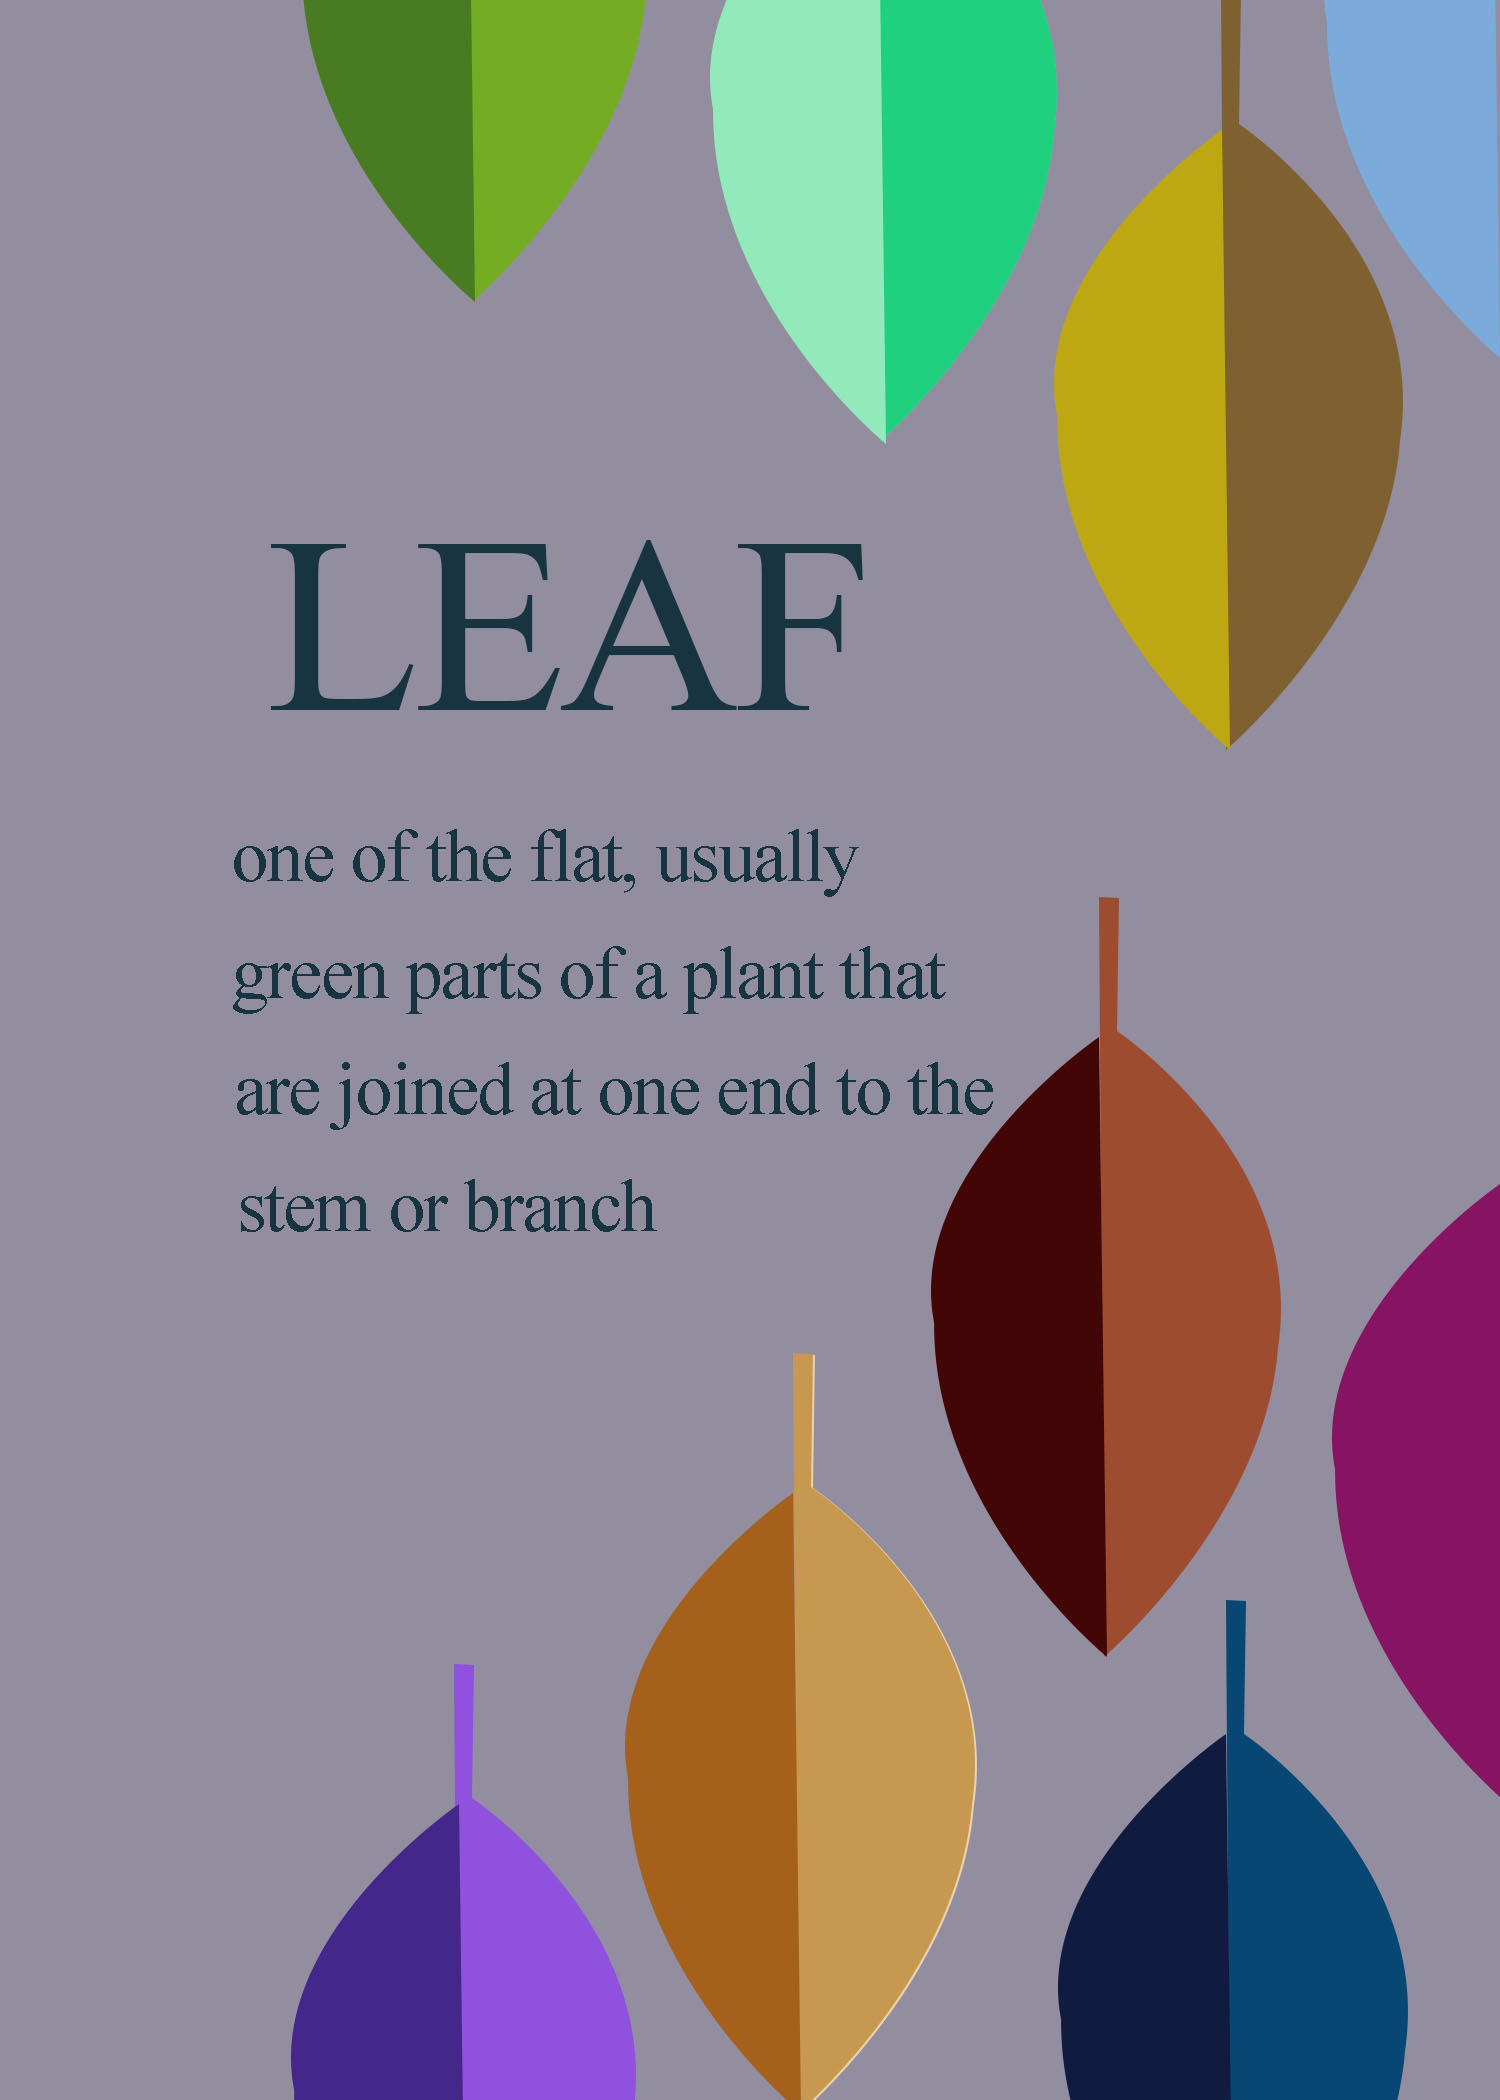 LEAF
one of the flat, usually
green parts of a plant that
are joined at one end to the
stem or branch